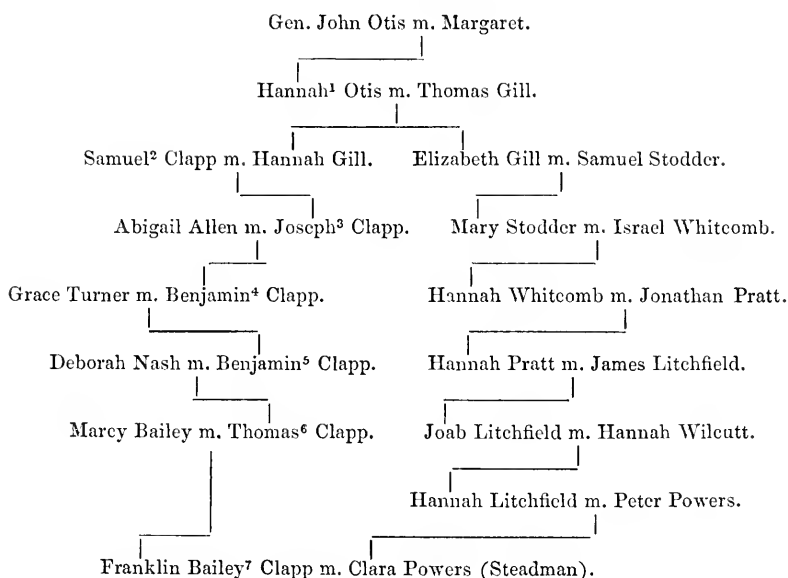 Gen. John Otis m. Margaret.
Hannah¹ Otis m. Thomas Gill.
Samuel² Clapp m. Hannah Gill. Elizabeth Gill m. Samuel Stodder.
Abigail Allen m. Joseph³ Clapp. Mary Stodder m. Israel Whitcomb.
Grace Turner m. Benjamin⁴ Clapp. Hannah Whitcomb m. Jonathan Pratt.
Deborah Nash m. Benjamin⁵ Clapp. Hannah Pratt m. James Litchfield.
Marcy Bailey m. Thomas⁶ Clapp. Joab Litchfield m. Hannah Wilcutt.
Hannah Litchfield m. Peter Powers.
Franklin Bailey⁷ Clapp m. Clara Powers (Steadman).